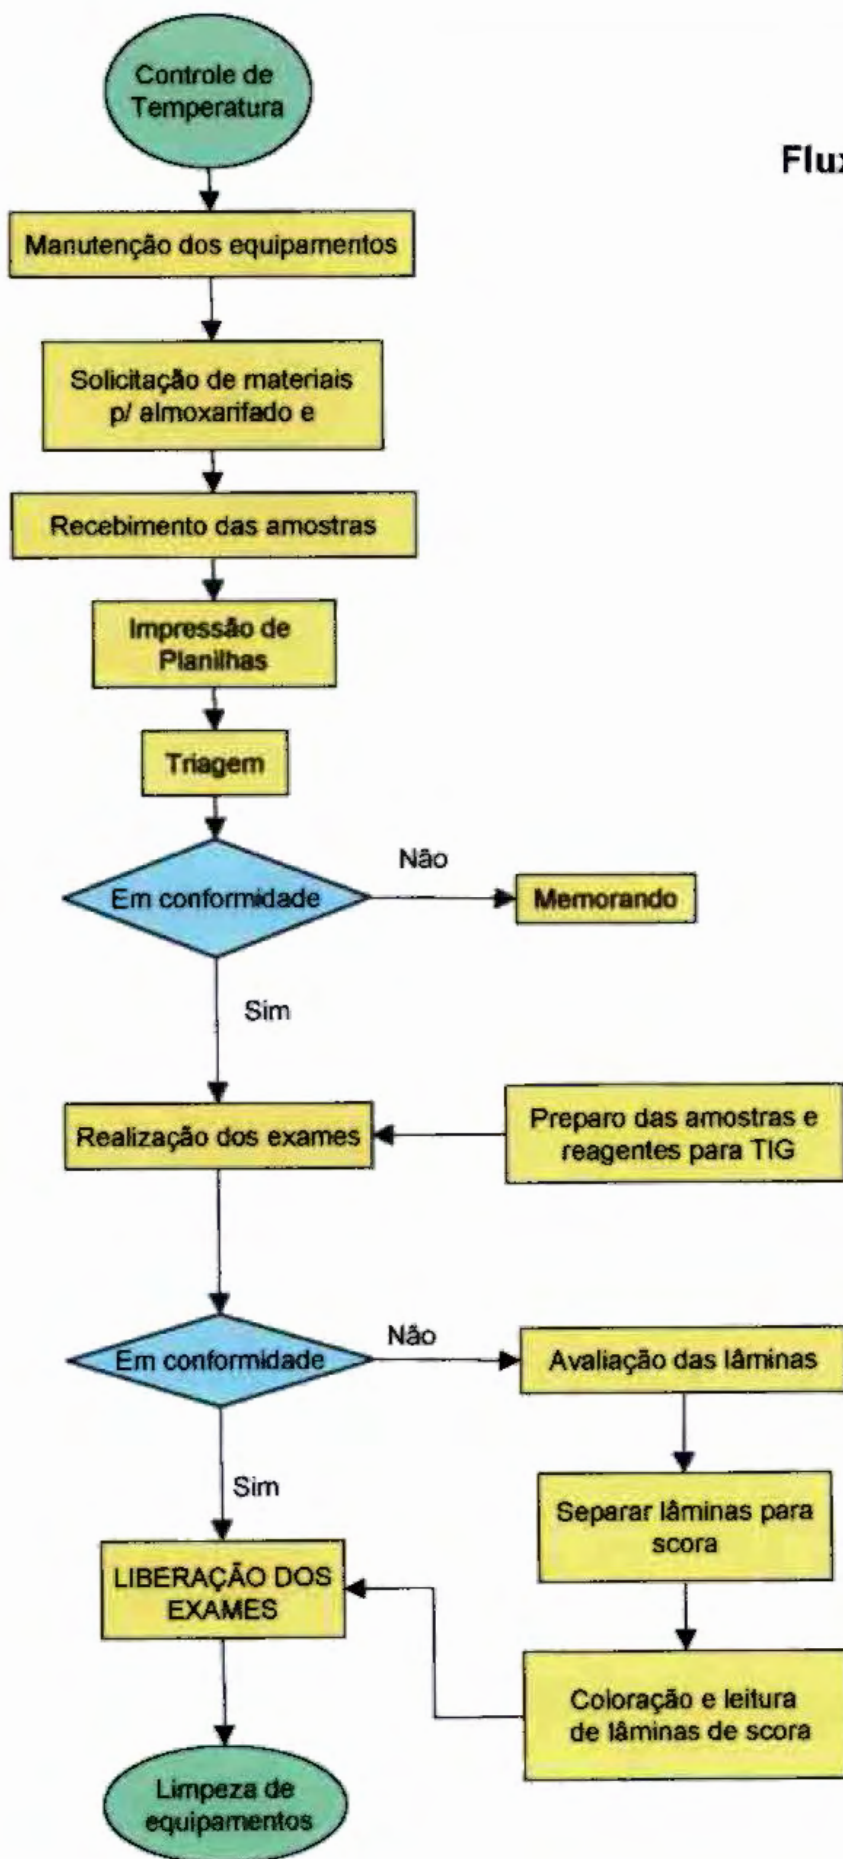 Controle de
Temperatura
Manutenção dos equipamentos
Solicitação de materiais
p/ almoxarifado e
Recebimento das amostras
Impressão de
Planilhas
Triagem
Em conformidade
Não
Memorando
Sim
Realização dos exames
Preparo das amostras e
reagentes para TIG
Em conformidade
Não
Avaliação das lâminas
Sim
Separar lâminas para
scora
LIBERAÇÃO DOS
EXAMES
Coloração e leitura
de lâminas de scora
Limpeza de
equipamentos